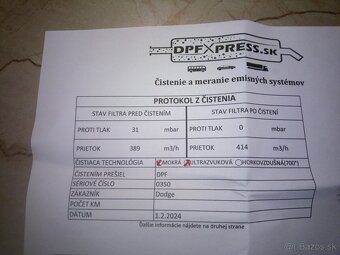 DPFXPRESS.SK
Čistenie a meranie emisných systémov
PROTOKOL Z ČISTENIA
STAV FILTRA PRED ČISTENÍM STAV FILTRA PO ČISTENÍ
PROTI TLAK 31 mbar PROTI TLAK 0 mbar
PRIETOK 389 m3/h PRIETOK 414 m3/h
ČISTIACA TECHNOLÓGIA MOKRÁ ULTRAZVUKOVÁ HORKOVZDUŠNÁ(700°)
ČISTENÍM PREŠIEL DPF
SÉRIOVÉ ČÍSLO 0350
ZÁKAZNÍK Dodge
POČET KM
DÁTUM 1.2.2024
Ďalšie informácie nájdete na druhej strane
bazos.sk